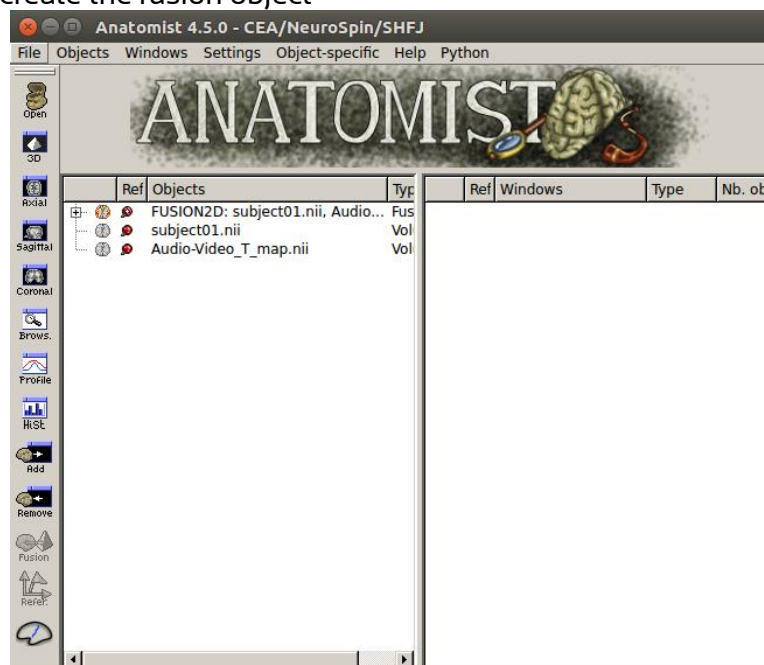 create the fusion object
Anatomist 4.5.0 - CEA/NeuroSpin/SHFJ
File Objects Windows Settings Object-specific Help Python
ANATOMIST
Open
3D
Axial
Sagittal
Coronal
Brows.
Profile
HiSt
Add
Remove
Fusion
Refer.
Ref Objects Typ
FUSION2D: subject01.nii, Audio... Fus
subject01.nii Vol
Audio-Video_T_map.nii Vol
Ref Windows Type Nb. ob